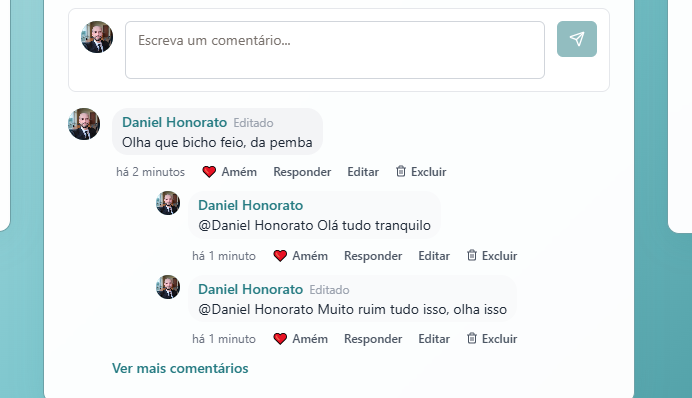 Escreva um comentário...
Daniel Honorato Editado
Olha que bicho feio, da pemba
há 2 minutos Amém Responder Editar Excluir
Daniel Honorato
@Daniel Honorato Olá tudo tranquilo
há 1 minuto Amém Responder Editar Excluir
Daniel Honorato Editado
@Daniel Honorato Muito ruim tudo isso, olha isso
há 1 minuto Amém Responder Editar Excluir
Ver mais comentários